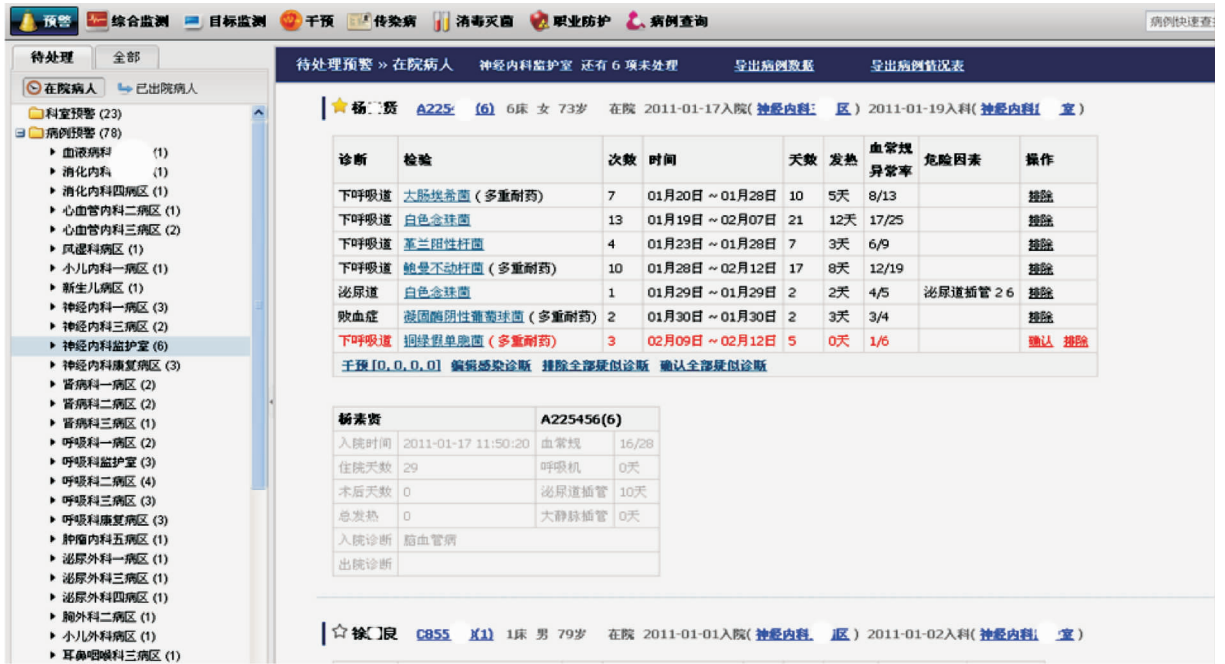 预警 综合监测 目标监测 干预 传染病 消毒灭菌 职业防护 病例查询 病例快速查
待处理 全部
在院病人 已出院病人
科室预警 (23)
病例预警 (78)
血液病科 (1)
消化内科 (1)
消化内科四病区 (1)
心血管内科二病区 (1)
心血管内科三病区 (2)
风湿科病区 (1)
小儿内科一病区 (1)
新生儿病区 (1)
神经内科一病区 (3)
神经内科三病区 (2)
神经内科监护室 (6)
神经内科康复病区 (3)
肾病科一病区 (2)
肾病科二病区 (2)
肾病科三病区 (1)
呼吸科一病区 (2)
呼吸科监护室 (3)
呼吸科二病区 (4)
呼吸科三病区 (3)
呼吸科康复病区 (3)
肿瘤内科五病区 (1)
泌尿外科一病区 (1)
泌尿外科三病区 (1)
泌尿外科四病区 (1)
胸外科二病区 (1)
小儿外科病区 (1)
耳鼻咽喉科三病区 (1)
待处理预警 » 在院病人 神经内科监护室 还有 6 项未处理 导出病例数据 导出病例情况表
杨 贤 A225 (6) 6床 女 73岁 在院 2011-01-17入院( 神经内科 区 ) 2011-01-19入科( 神经内科 室 )
诊断 检验 次数 时间 天数 发热 血常规异常率 危险因素 操作
下呼吸道 大肠埃希菌 ( 多重耐药) 7 01月20日 ~ 01月28日 10 5天 8/13 排除
下呼吸道 白色念珠菌 13 01月19日 ~ 02月07日 21 12天 17/25 排除
下呼吸道 革兰阴性杆菌 4 01月23日 ~ 01月28日 7 3天 6/9 排除
下呼吸道 鲍曼不动杆菌 ( 多重耐药) 10 01月28日 ~ 02月12日 17 8天 12/19 排除
泌尿道 白色念珠菌 1 01月29日 ~ 01月29日 2 2天 4/5 泌尿道插管 2 6 排除
败血症 凝固酶阴性葡萄球菌 ( 多重耐药) 2 01月30日 ~ 01月30日 2 3天 3/4 排除
下呼吸道 铜绿假单胞菌 ( 多重耐药) 3 02月09日 ~ 02月12日 5 0天 1/6 确认 排除
干预 [0, 0, 0, 0] 编辑感染诊断 排除全部疑似诊断 确认全部疑似诊断
杨素贤 A225456(6)
入院时间 2011-01-17 11:50:20 血常规 16/28
住院天数 29 呼吸机 0天
术后天数 0 泌尿道插管 10天
总发热 0 大静脉插管 0天
入院诊断 脑血管病
出院诊断
徐 良 C855 (1) 1床 男 79岁 在院 2011-01-01入院( 神经内科 区 ) 2011-01-02入科( 神经内科 室 )